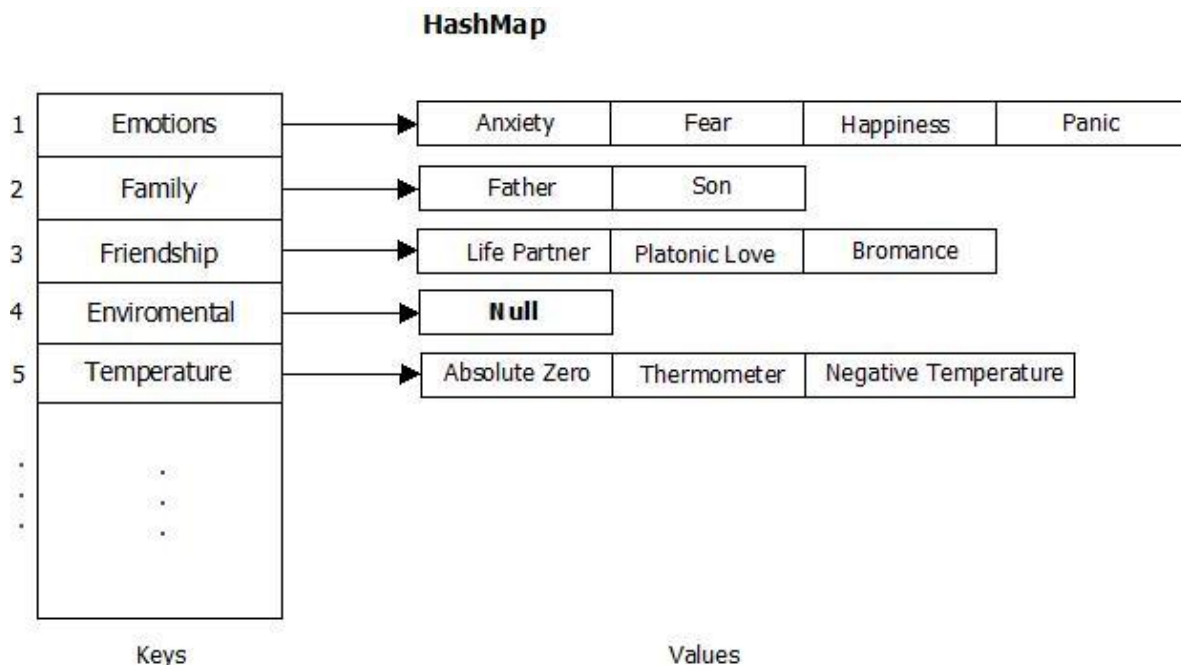 HashMap
1 Emotions Anxiety Fear Happiness Panic
2 Family Father Son
3 Friendship Life Partner Platonic Love Bromance
4 Enviromental Null
5 Temperature Absolute Zero Thermometer Negative Temperature
. .
. .
. .
Keys Values